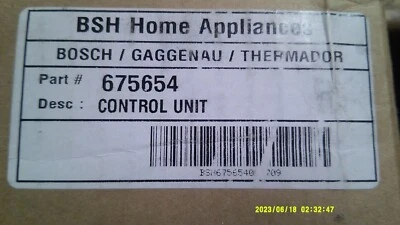 BSH Home Appliances
BOSCH / GAGGENAU / THERMADOR
Part # 675654
Desc : CONTROL UNIT
2023/06/18 02:32:47